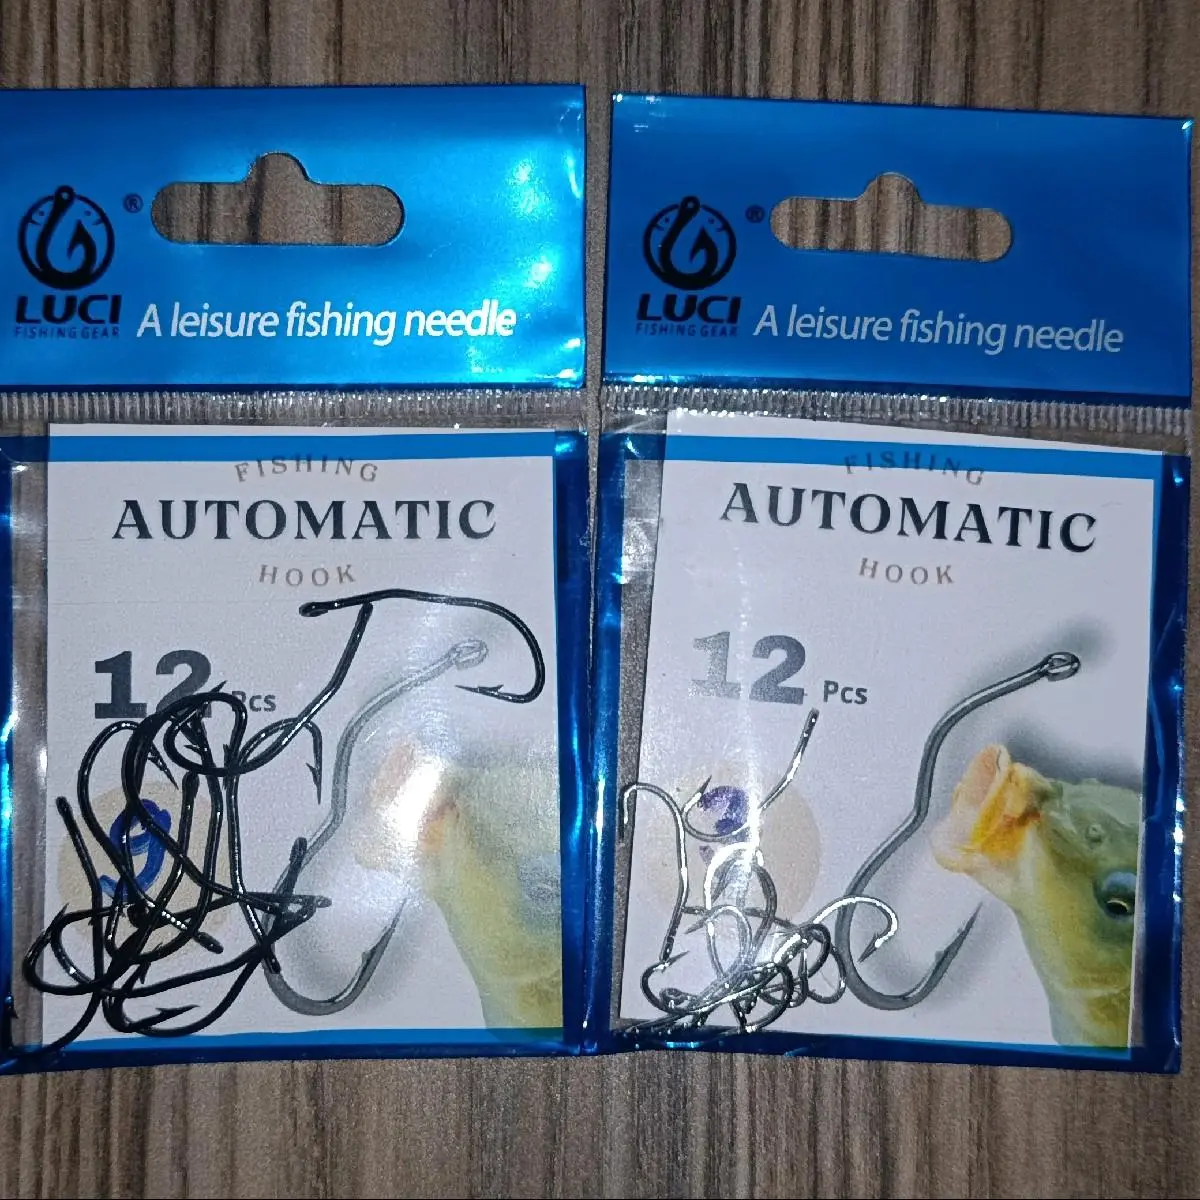 LUCI ®
FISHING GEAR
A leisure fishing needle
FISHING
AUTOMATIC
HOOK
12 Pcs
9
LUCI ®
FISHING GEAR
A leisure fishing needle
FISHING
AUTOMATIC
HOOK
12 Pcs